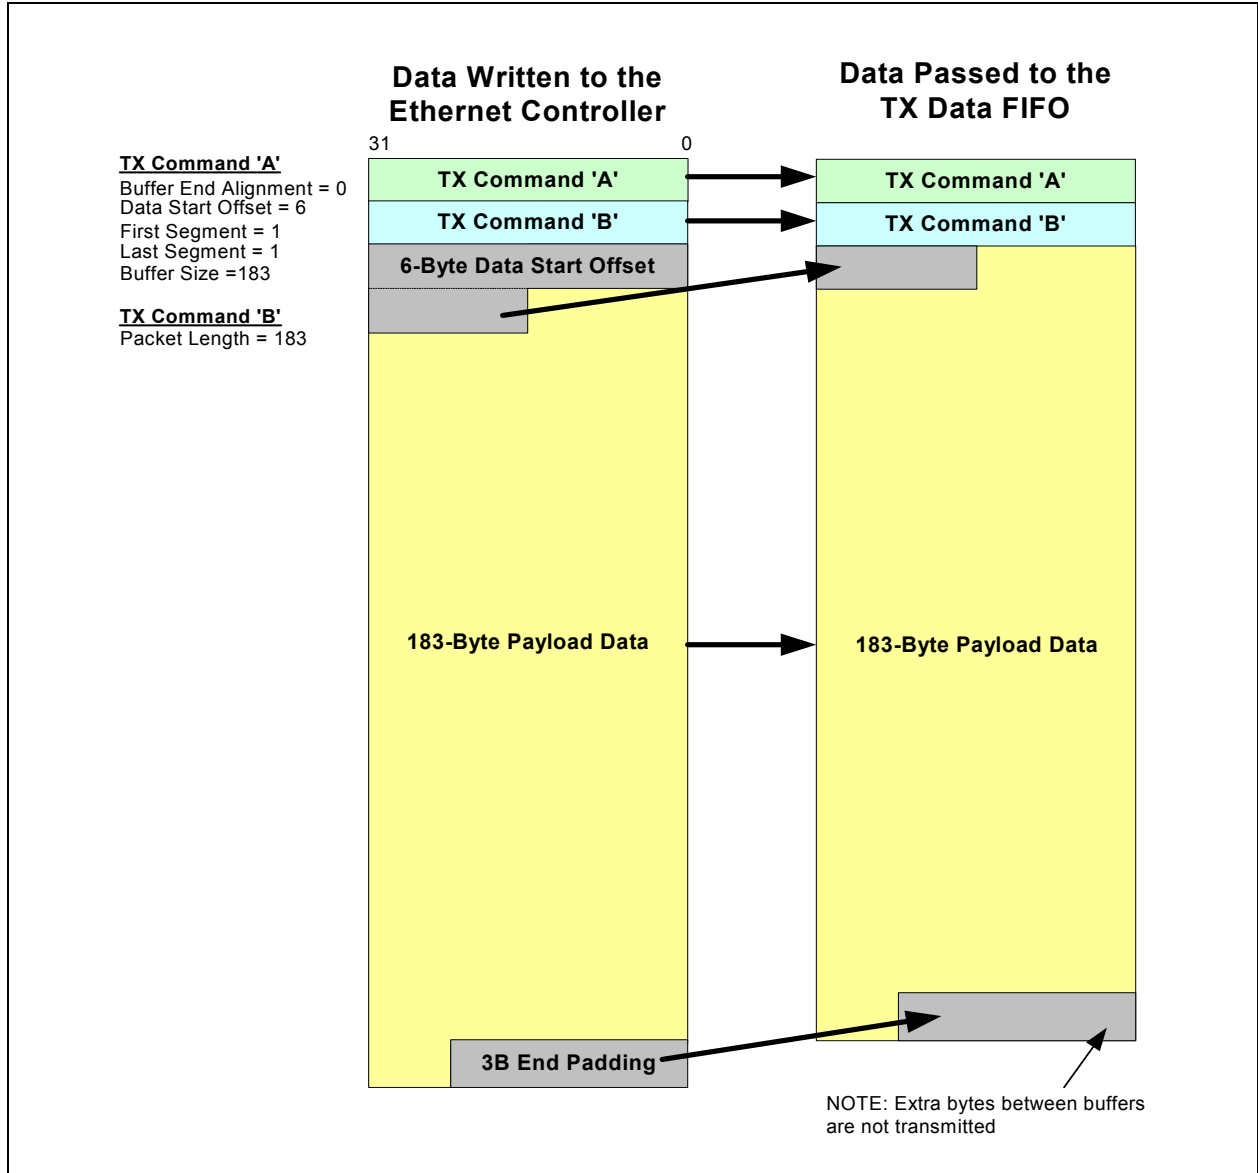 Data Written to the
Ethernet Controller
Data Passed to the
TX Data FIFO
31
0
TX Command 'A'
Buffer End Alignment = 0
Data Start Offset = 6
First Segment = 1
Last Segment = 1
Buffer Size =183
TX Command 'B'
Packet Length = 183
TX Command 'A'
TX Command 'B'
6-Byte Data Start Offset
183-Byte Payload Data
3B End Padding
TX Command 'A'
TX Command 'B'
183-Byte Payload Data
NOTE: Extra bytes between buffers
are not transmitted